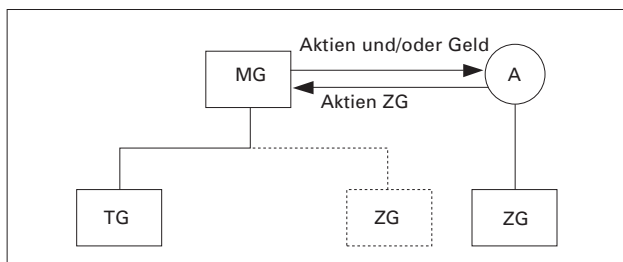 Aktien und/oder Geld
MG
A
Aktien ZG
TG
ZG
ZG